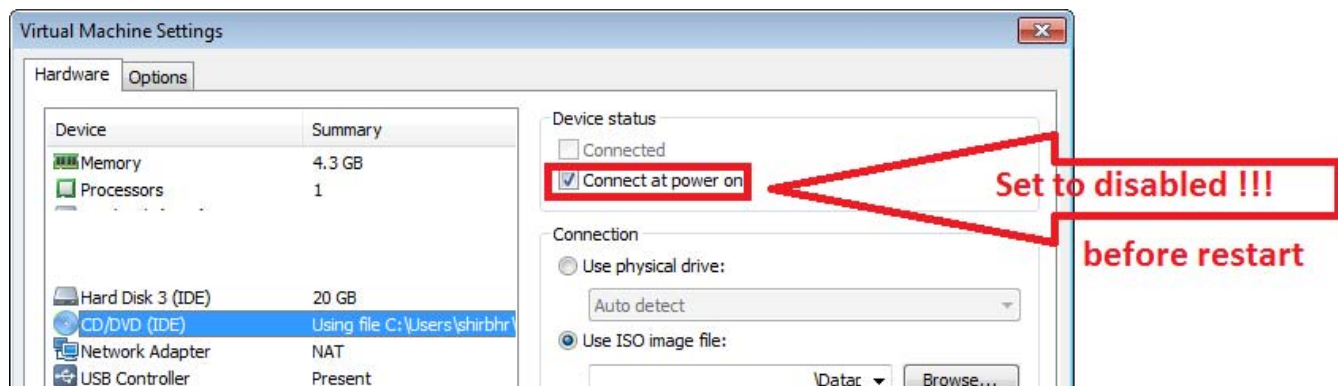 Virtual Machine Settings
Hardware Options
Device Summary
Memory 4.3 GB
Processors 1
Hard Disk 3 (IDE) 20 GB
CD/DVD (IDE) Using file C:\Users\shirbhr\
Network Adapter NAT
USB Controller Present
Device status
Connected
Connect at power on
Set to disabled !!!
before restart
Connection
Use physical drive:
Auto detect
Use ISO image file:
Browse...